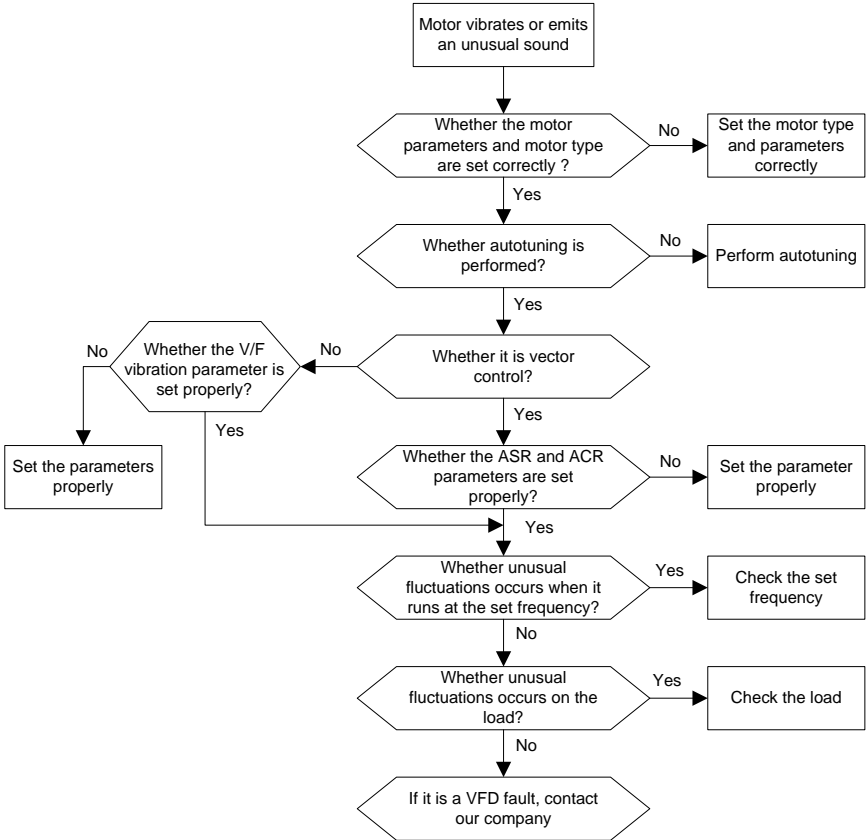 Motor vibrates or emits
an unusual sound
Whether the motor
parameters and motor type
are set correctly ?
No
Set the motor type
and parameters
correctly
Yes
Whether autotuning is
performed?
No
Perform autotuning
Yes
Whether it is vector
control?
No
Whether the V/F
vibration parameter is
set properly?
No
Set the parameters
properly
Yes
Yes
Whether the ASR and ACR
parameters are set
properly?
No
Set the parameter
properly
Yes
Whether unusual
fluctuations occurs when it
runs at the set frequency?
Yes
Check the set
frequency
No
Whether unusual
fluctuations occurs on the
load?
Yes
Check the load
No
If it is a VFD fault, contact
our company